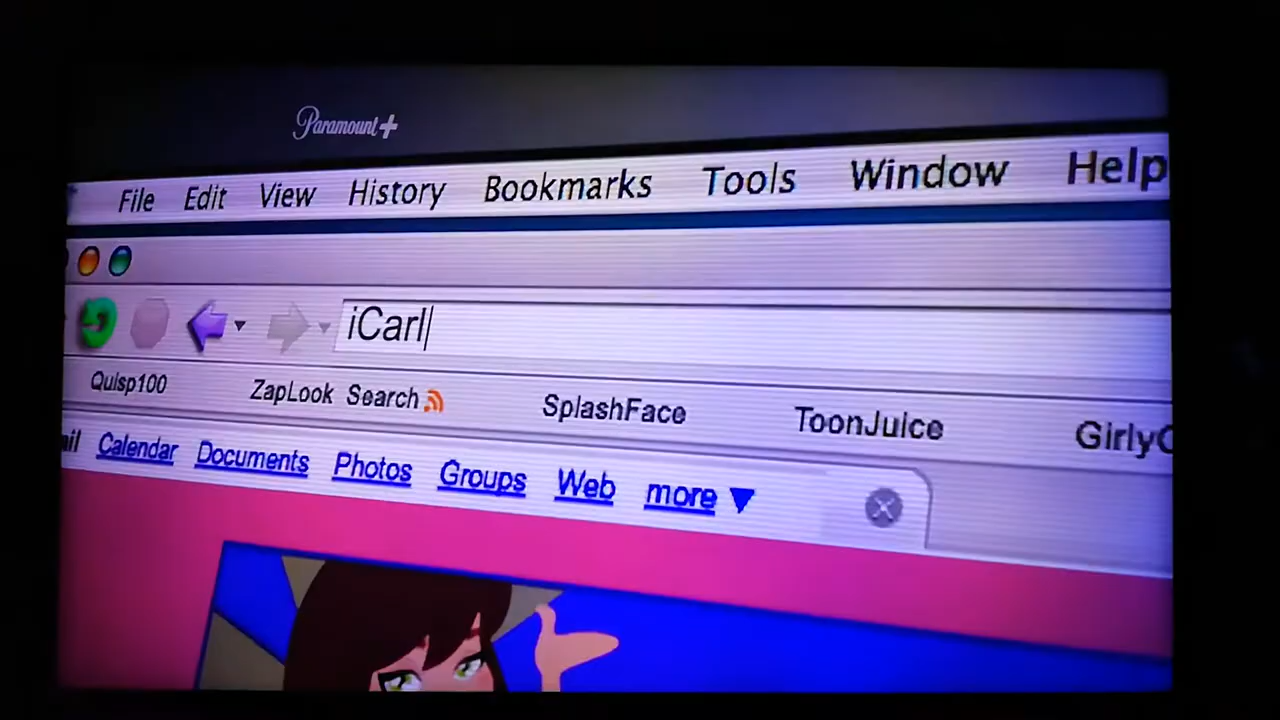 Paramount+
File Edit View History Bookmarks Tools Window Help
iCarl
Quisp100 ZapLook Search SplashFace ToonJuice
Calendar Documents Photos Groups Web more